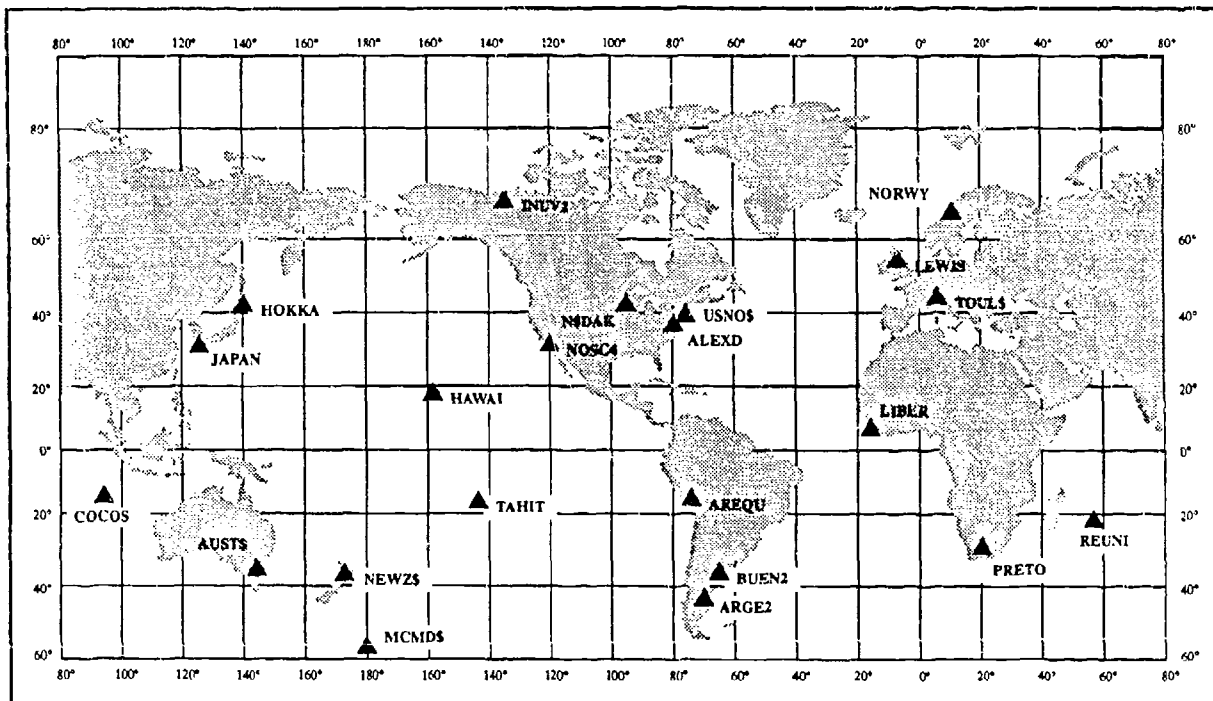 80° 100° 120° 140° 160° 180° 160° 140° 120° 100° 80° 60° 40° 20° 0° 20° 40° 60° 80°
80° 80°
NORWY
INUV2
60° 60°
LEWIS
TOUL$
HOKKA
N$DAK USNO$
40° 40°
ALEXD
JAPAN NOSC4
20° 20°
HAWAI
LIBER
0° 0°
COCO$ TAHIT AREQU
20° 20°
REUNI
AUST$
PRETO
NEWZ$ BUEN2
40° 40°
ARGE2
MCMD$
60° 60°
80° 100° 120° 140° 160° 180° 160° 140° 120° 100° 80° 60° 40° 20° 0° 20° 40° 60° 80°